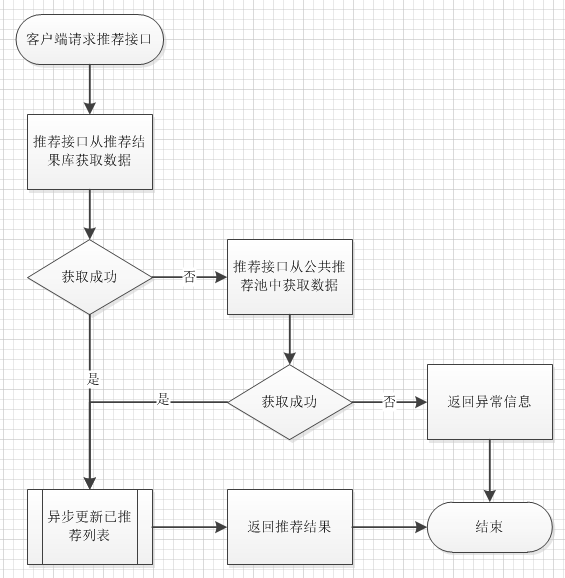 客户端请求推荐接口
推荐接口从推荐结
果库获取数据
获取成功
否
推荐接口从公共推
荐池中获取数据
是
是
获取成功
否
返回异常信息
异步更新已推
荐列表
返回推荐结果
结束